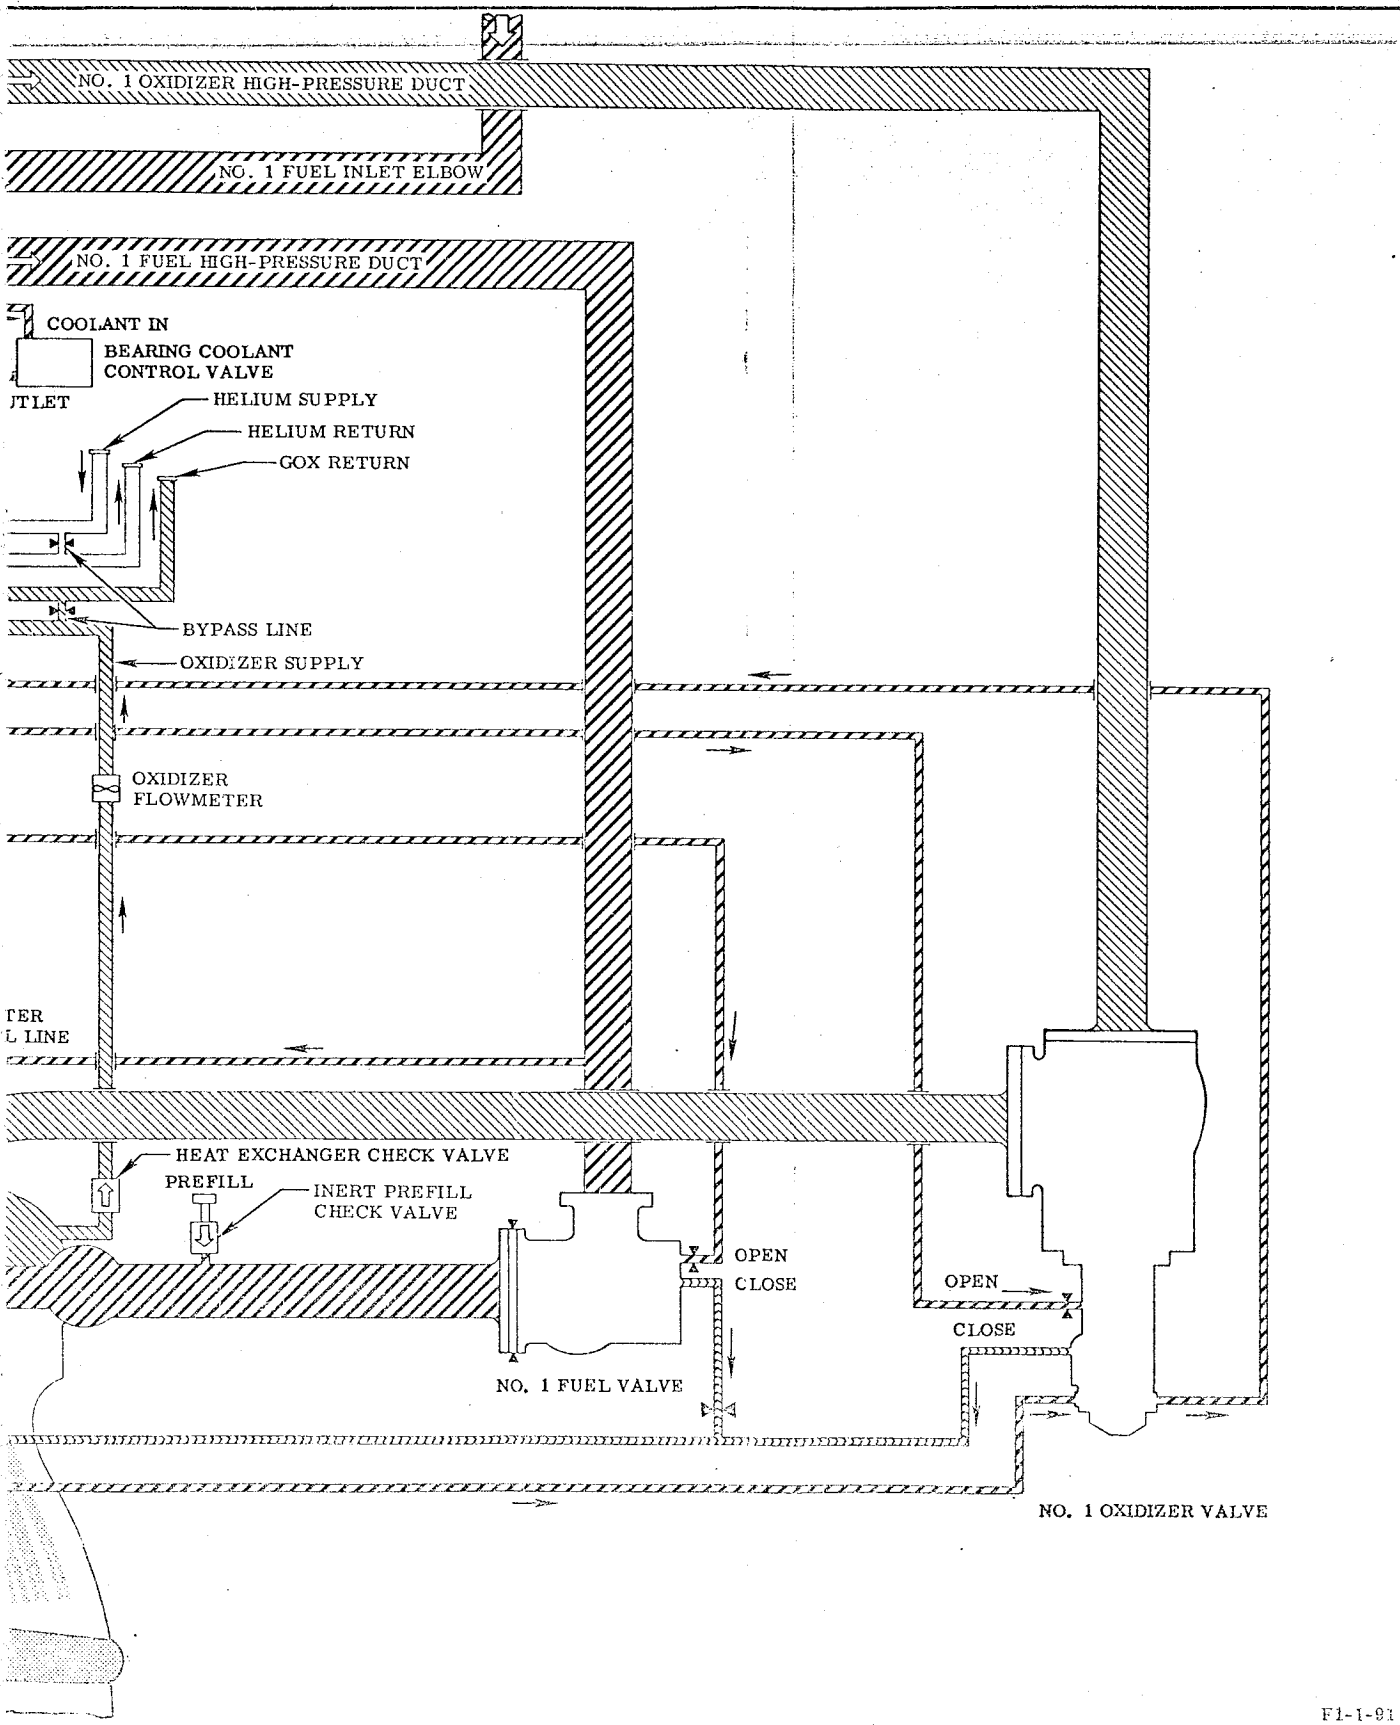 NO. 1 OXIDIZER HIGH-PRESSURE DUCT
NO. 1 FUEL INLET ELBOW
NO. 1 FUEL HIGH-PRESSURE DUCT
COOLANT IN
BEARING COOLANT
CONTROL VALVE
UTLET
HELIUM SUPPLY
HELIUM RETURN
GOX RETURN
BYPASS LINE
OXIDIZER SUPPLY
OXIDIZER
FLOWMETER
TER
L LINE
HEAT EXCHANGER CHECK VALVE
PREFILL
INERT PREFILL
CHECK VALVE
OPEN
CLOSE
OPEN
CLOSE
NO. 1 FUEL VALVE
NO. 1 OXIDIZER VALVE
F1-1-91